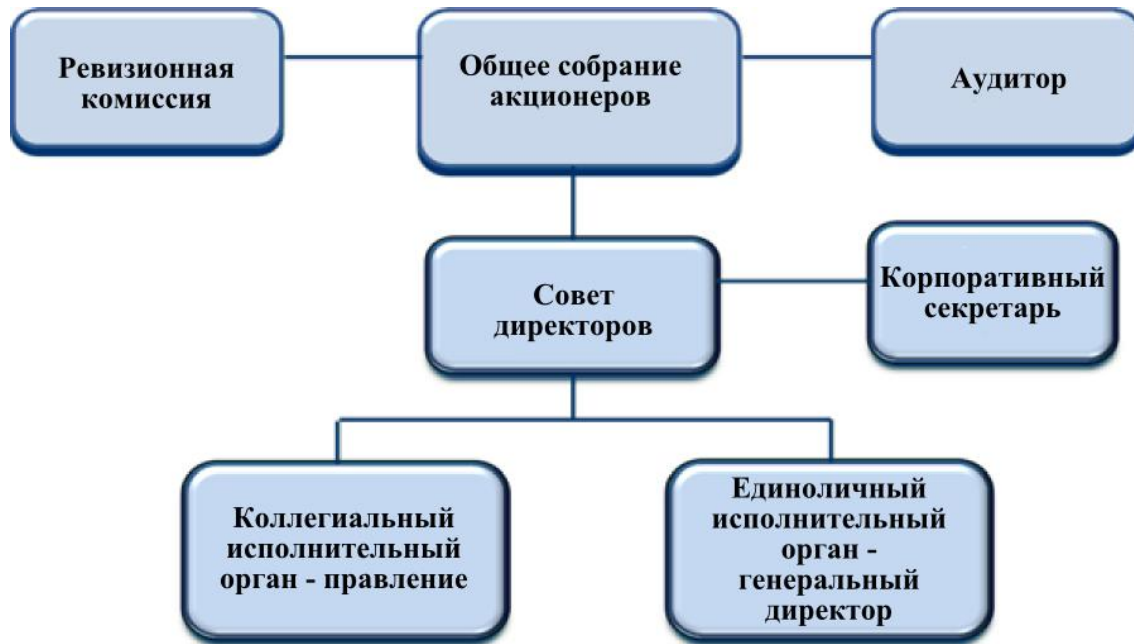 Ревизионная
комиссия
Общее собрание
акционеров
Аудитор
Совет
директоров
Корпоративный
секретарь
Коллегиальный
исполнительный
орган - правление
Единоличный
исполнительный
орган -
генеральный
директор